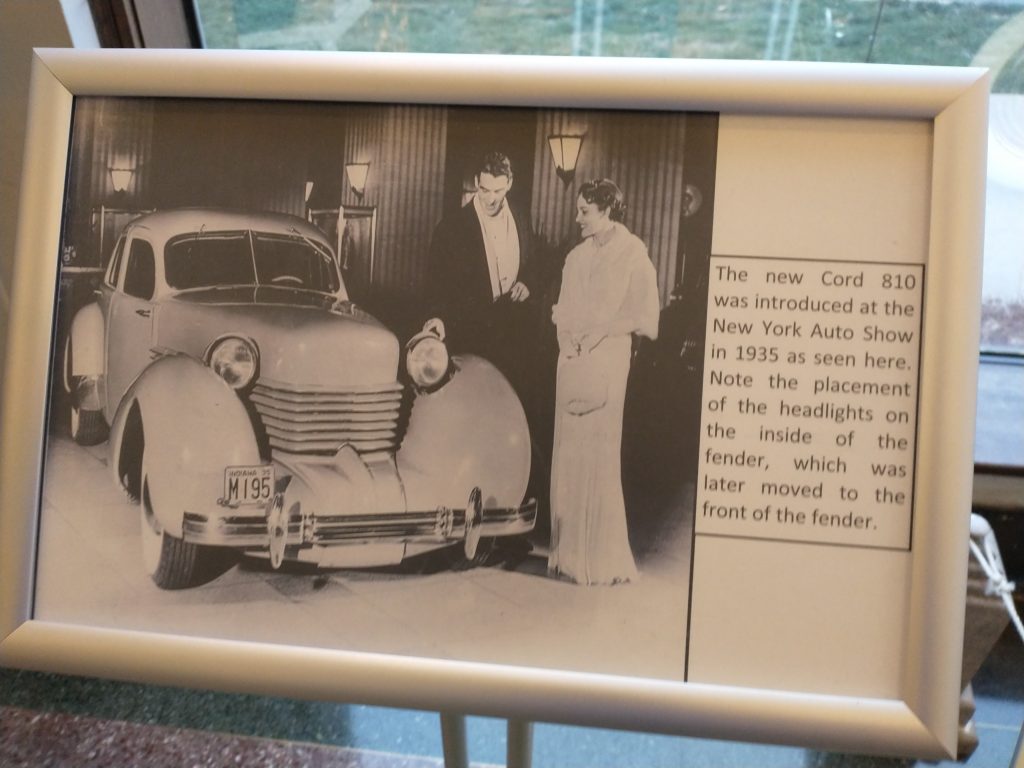 INDIANA 35
M195
The new Cord 810
was introduced at the
New York Auto Show
in 1935 as seen here.
Note the placement
of the headlights on
the inside of the
fender, which was
later moved to the
front of the fender.